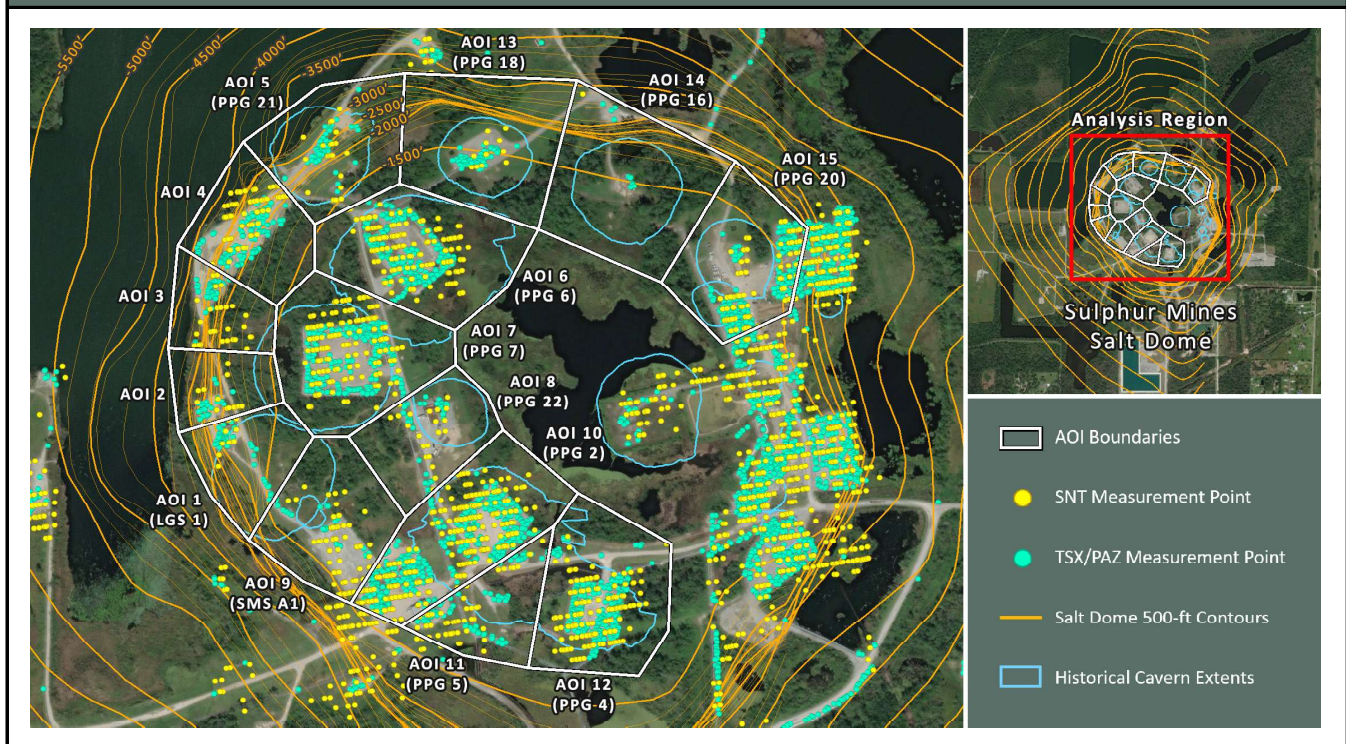 -5500'
-5000'
-4500'
-4000'
-3500'
-3000'
-2500'
-2000'
-1500'
AOI 13
(PPG 18)
AOI 5
(PPG 21)
AOI 14
(PPG 16)
AOI 15
(PPG 20)
AOI 4
AOI 6
(PPG 6)
AOI 3
AOI 7
(PPG 7)
AOI 2
AOI 8
(PPG 22)
AOI 10
(PPG 2)
AOI 1
(LGS 1)
AOI 9
(SMS A1)
AOI 11
(PPG 5)
AOI 12
(PPG 4)
Analysis Region
Sulphur Mines
Salt Dome
AOI Boundaries
SNT Measurement Point
TSX/PAZ Measurement Point
Salt Dome 500-ft Contours
Historical Cavern Extents